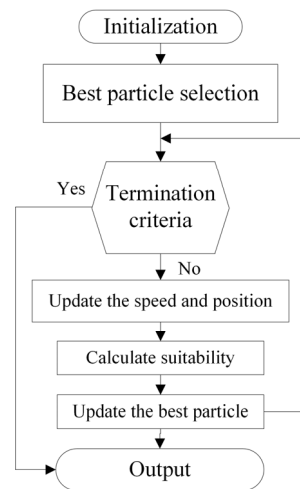 Initialization
Best particle selection
Yes
Termination
criteria
No
Update the speed and position
Calculate suitability
Update the best particle
Output